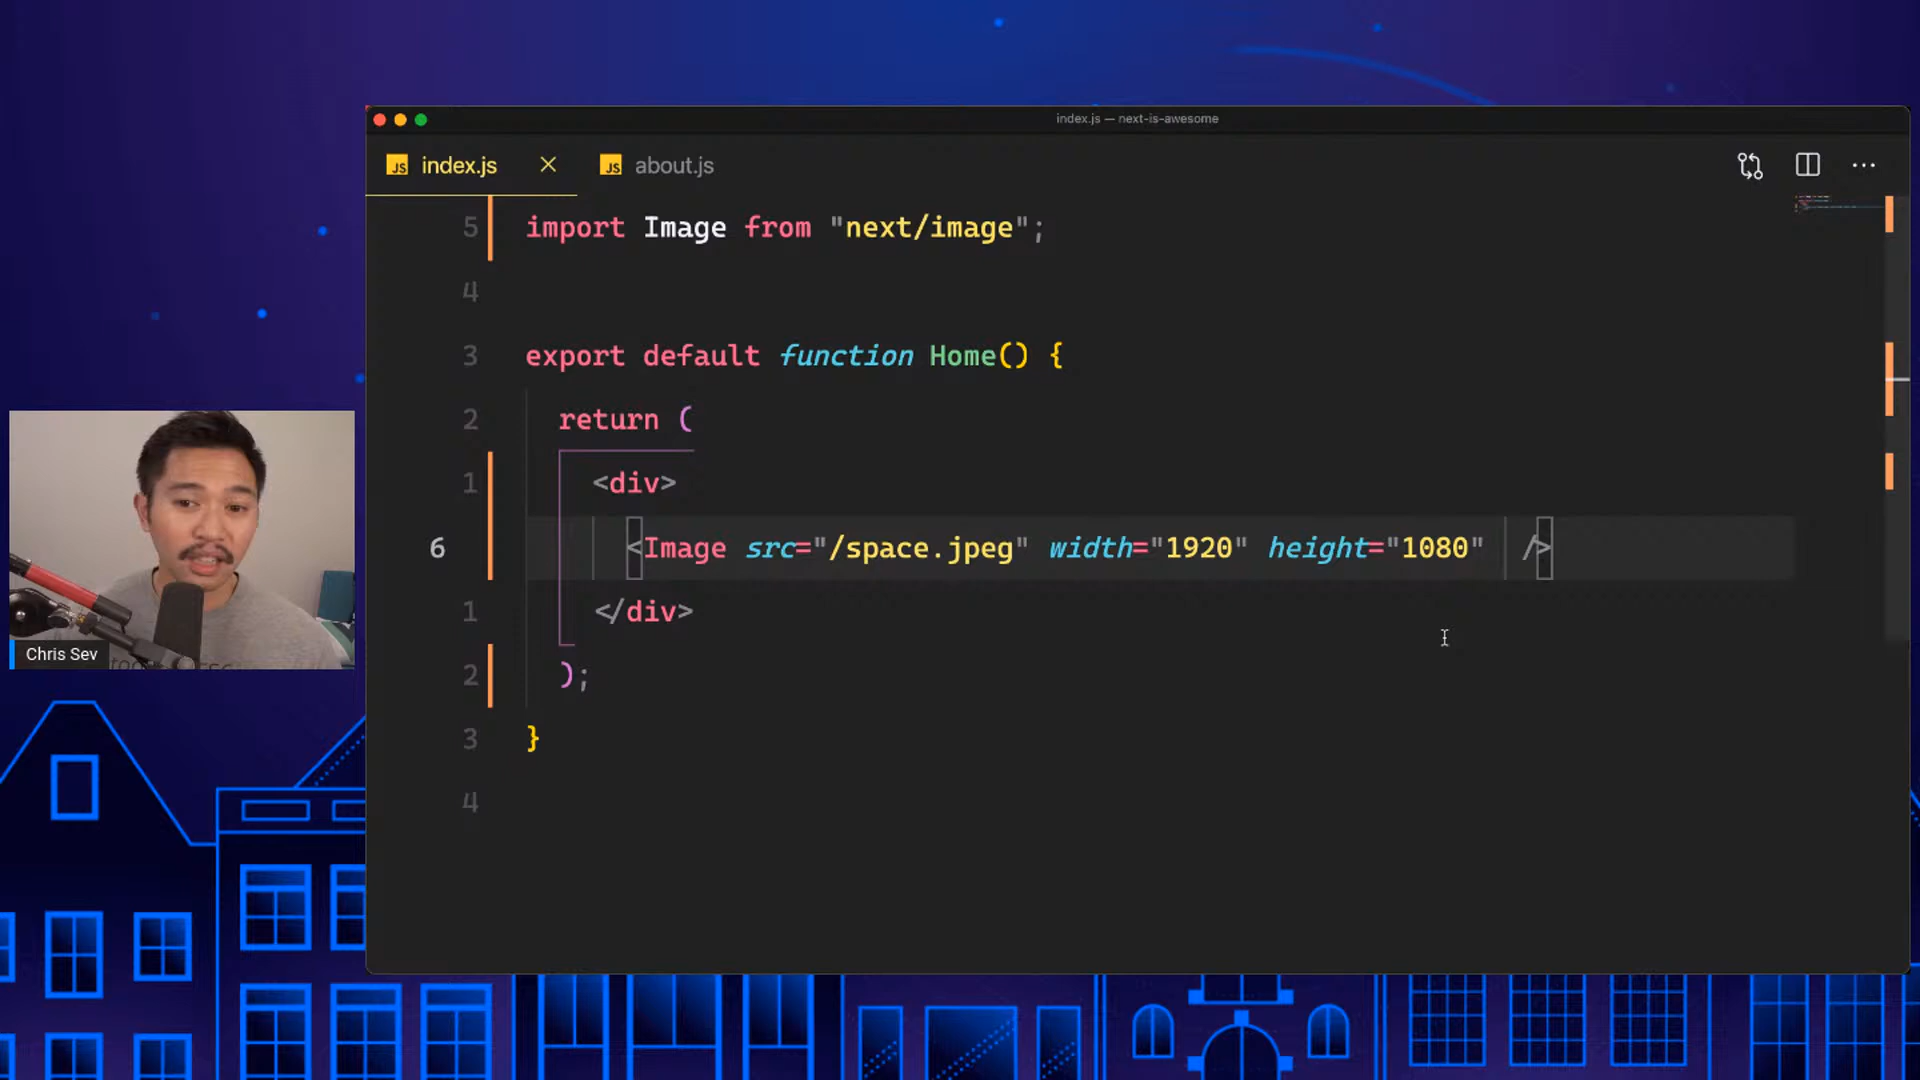 index.js — next-is-awesome
JS index.js
JS about.js
5 import Image from "next/image";
4
3 export default function Home() {
2 return (
1 <div>
6 <Image src="/space.jpeg" width="1920" height="1080" />
1 </div>
2 );
3 }
4
Chris Sev